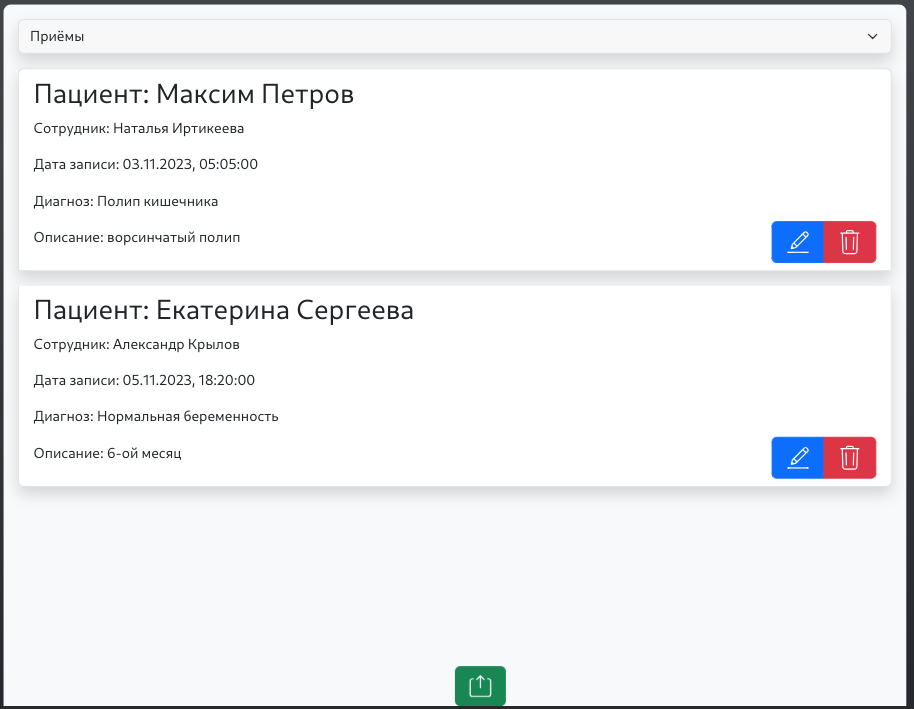 Приёмы
Пациент: Максим Петров
Сотрудник: Наталья Иртикеева
Дата записи: 03.11.2023, 05:05:00
Диагноз: Полип кишечника
Описание: ворсинчатый полип
Пациент: Екатерина Сергеева
Сотрудник: Александр Крылов
Дата записи: 05.11.2023, 18:20:00
Диагноз: Нормальная беременность
Описание: 6-ой месяц